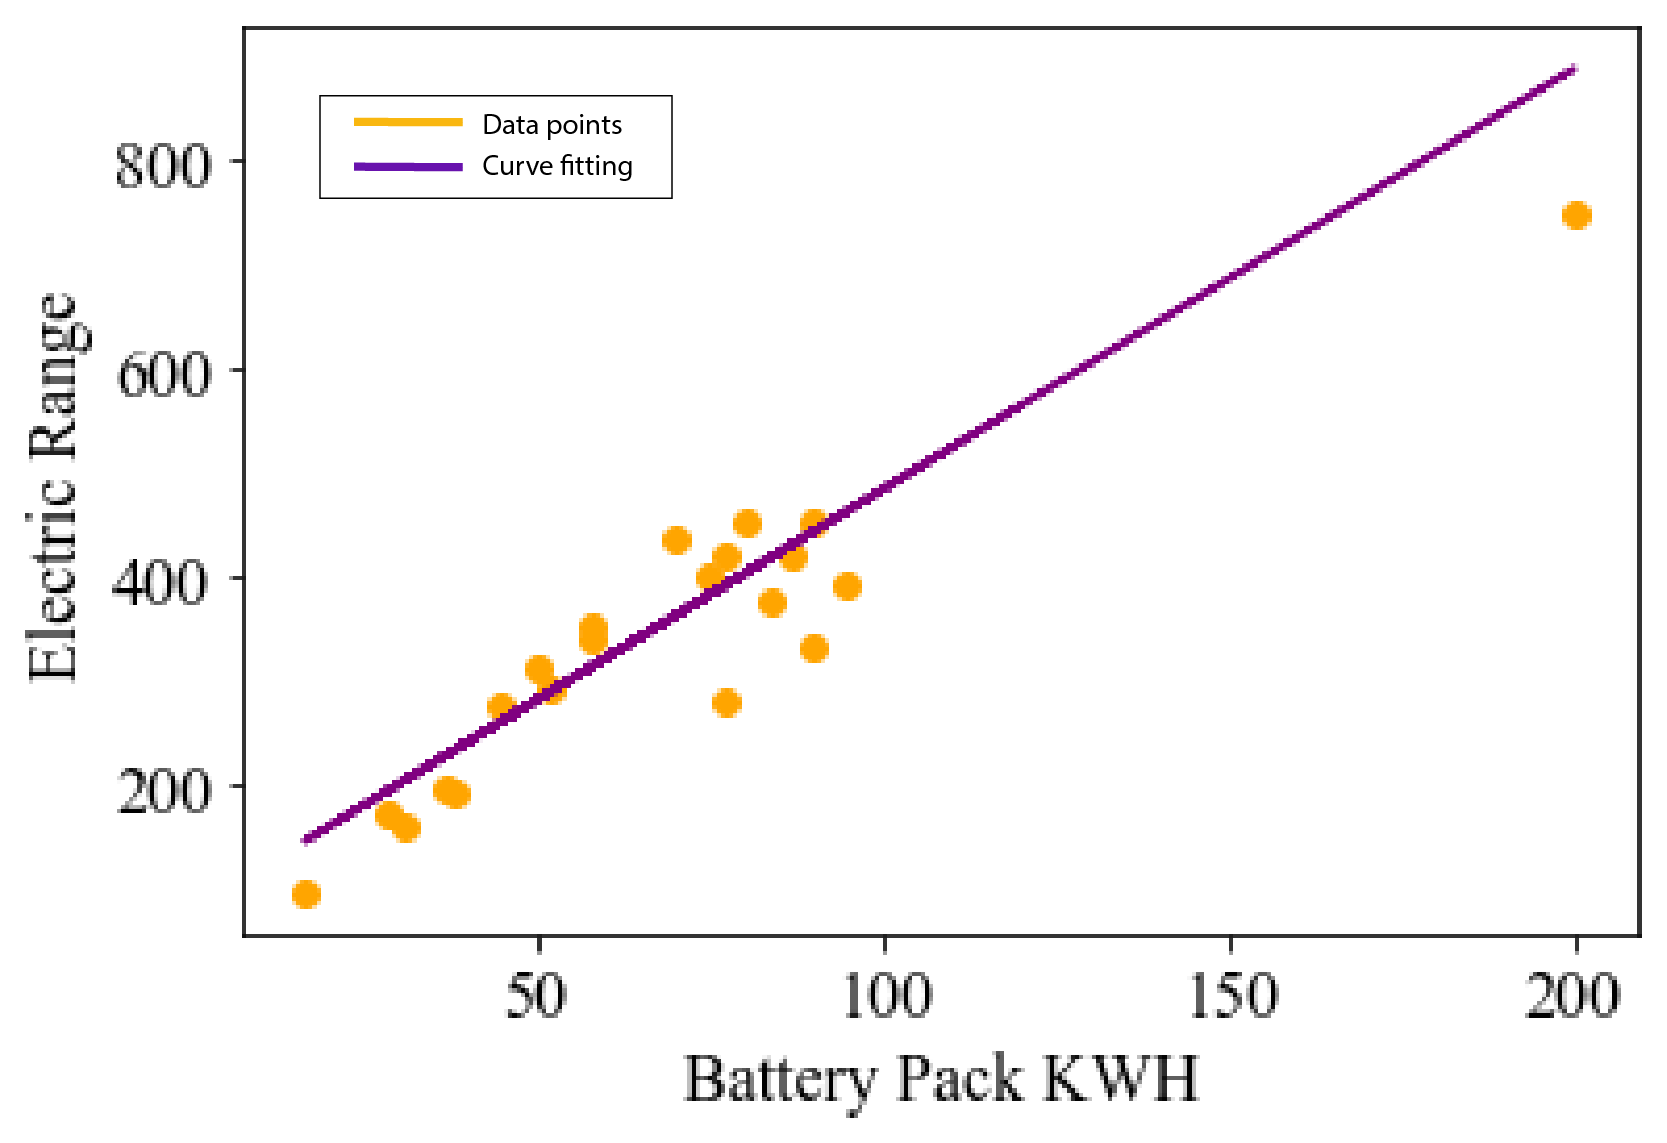 Data points
Curve fitting
800
600
400
200
Electric Range
50 100 150 200
Battery Pack KWH